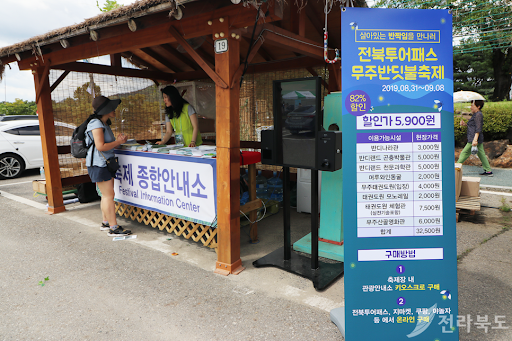 19
축제 종합안내소
Festival Information Center
살아있는 반딧불 만나러
전북투어패스
무주반딧불축제
2019.08.31~09.08
82% 할인
할인가 5,900원
이용가능시설 현장가격
반디나라관 3,000원
반디랜드 곤충박물관 5,000원
반디랜드 천문과학관 5,000원
머루와인동굴 2,000원
무주태권도원(입장) 4,000원
태권도원 모노레일 2,000원
태권도원 체험관 7,500원
무주산골영화관 6,000원
합계 32,500원
구매방법
1
축제장 내
관광안내소 키오스크로 구매
2
전북투어패스, 지마켓, 쿠팡, 야놀자
등 에서 온라인 구매
전라북도